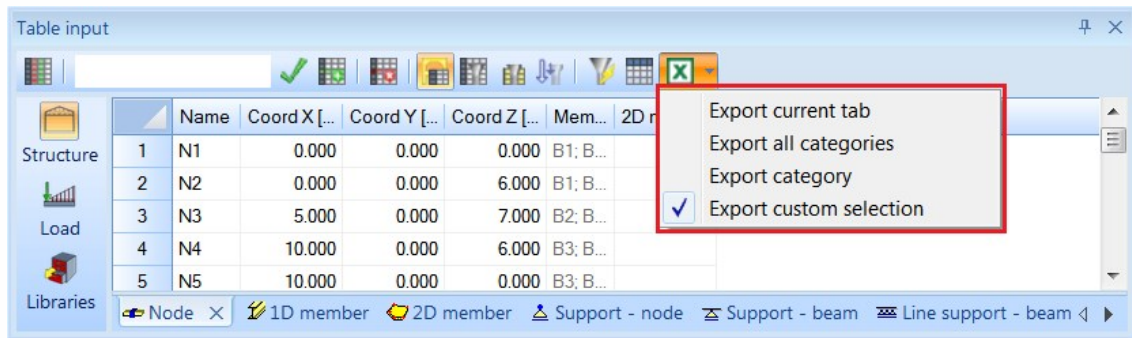 Table input
Export current tab
Export all categories
Export category
Export custom selection
Structure
Load
Libraries
Name Coord X [... Coord Y [... Coord Z [... Mem... 2D
1 N1 0.000 0.000 0.000 B1; B...
2 N2 0.000 0.000 6.000 B1; B...
3 N3 5.000 0.000 7.000 B2; B...
4 N4 10.000 0.000 6.000 B3; B...
5 N5 10.000 0.000 0.000 B3; B...
Node 1D member 2D member Support - node Support - beam Line support - beam